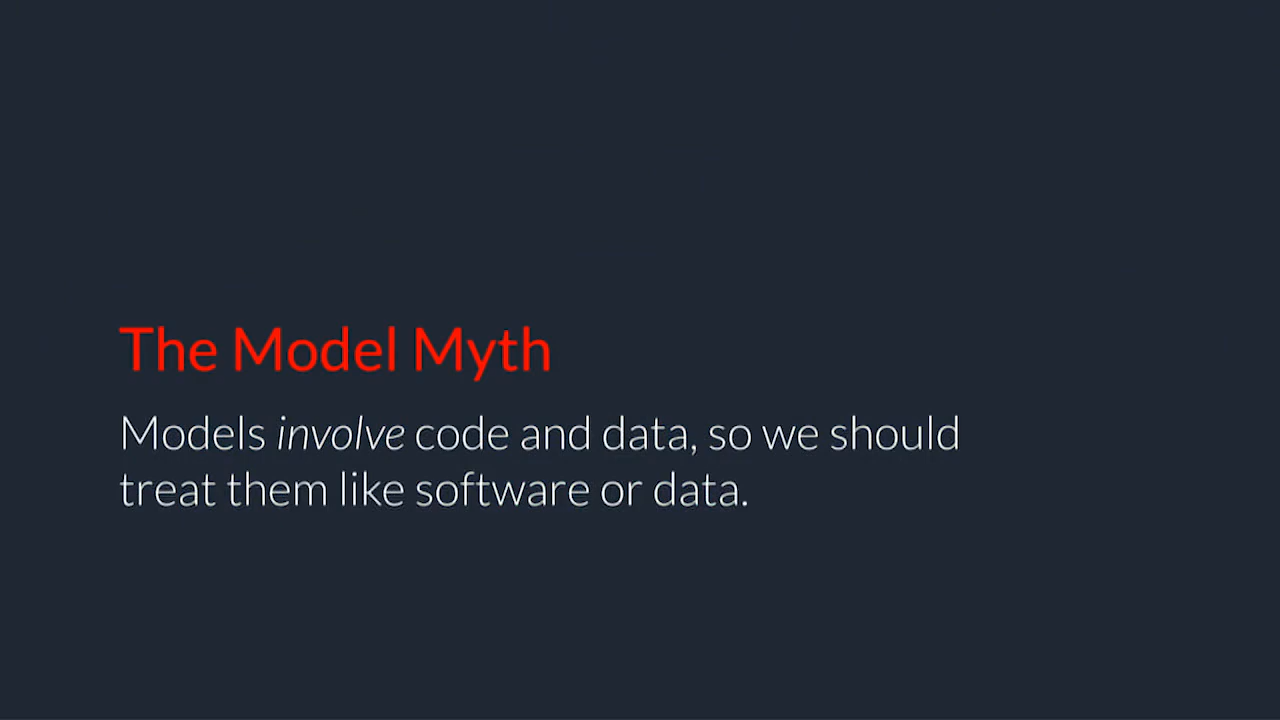 The Model Myth
Models involve code and data, so we should
treat them like software or data.